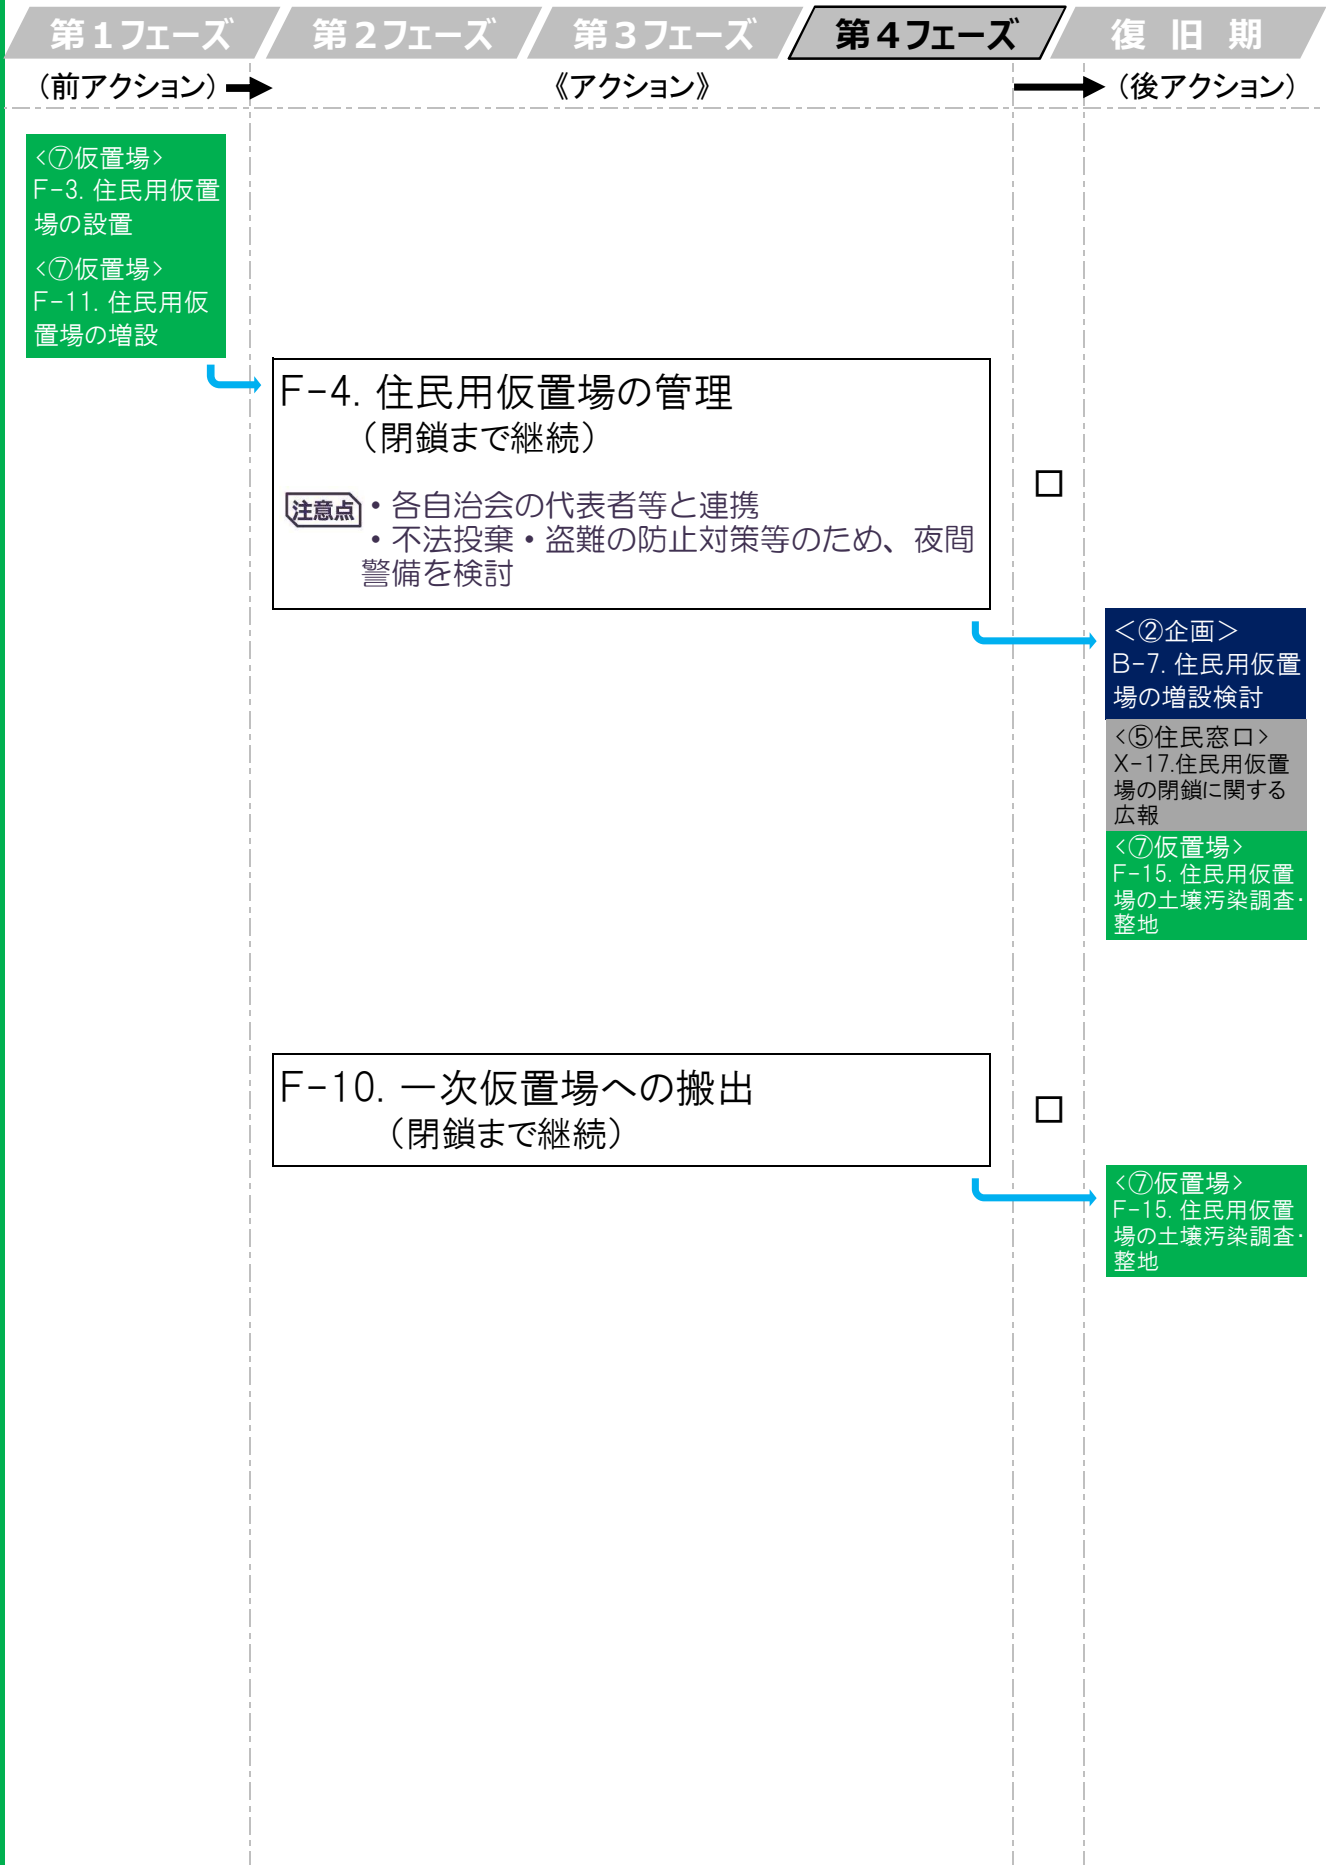 第1フェーズ 第2フェーズ 第3フェーズ 第4フェーズ 復 旧 期
(前アクション) 《アクション》 (後アクション)
<⑦仮置場>
F-3. 住民用仮置
場の設置
<⑦仮置場>
F-11. 住民用仮
置場の増設
F-4. 住民用仮置場の管理
（閉鎖まで継続）
注意点 ・各自治会の代表者等と連携
・不法投棄・盗難の防止対策等のため、夜間
警備を検討
□
＜②企画＞
B-7. 住民用仮置
場の増設検討
<⑤住民窓口>
X-17.住民用仮置
場の閉鎖に関する
広報
<⑦仮置場>
F-15. 住民用仮置
場の土壌汚染調査・
整地
F-10. 一次仮置場への搬出
（閉鎖まで継続）
□
<⑦仮置場>
F-15. 住民用仮置
場の土壌汚染調査・
整地